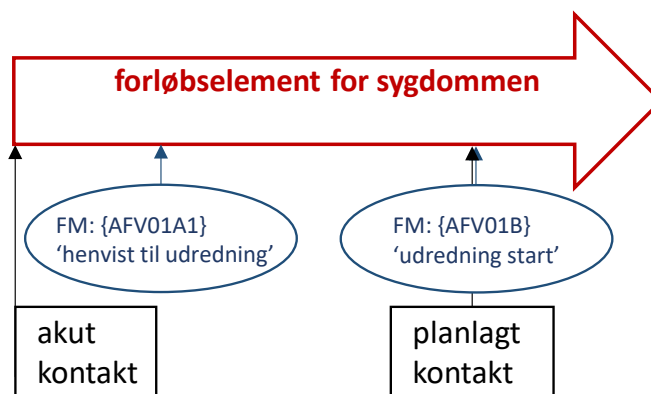 forløbselement for sygdommen
FM: {AFV01A1}
‘henvist til udredning’
FM: {AFV01B}
‘udredning start’
akut
kontakt
planlagt
kontakt